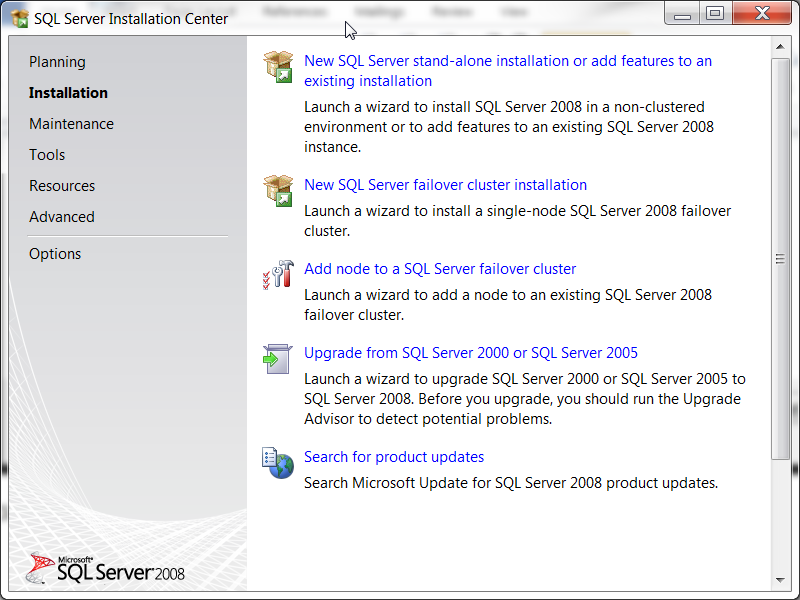 SQL Server Installation Center
References Mailings Review View
Planning
Installation
Maintenance
Tools
Resources
Advanced
Options
New SQL Server stand-alone installation or add features to an
existing installation
Launch a wizard to install SQL Server 2008 in a non-clustered
environment or to add features to an existing SQL Server 2008
instance.
New SQL Server failover cluster installation
Launch a wizard to install a single-node SQL Server 2008 failover
cluster.
Add node to a SQL Server failover cluster
Launch a wizard to add a node to an existing SQL Server 2008
failover cluster.
Upgrade from SQL Server 2000 or SQL Server 2005
Launch a wizard to upgrade SQL Server 2000 or SQL Server 2005 to
SQL Server 2008. Before you upgrade, you should run the Upgrade
Advisor to detect potential problems.
Search for product updates
Search Microsoft Update for SQL Server 2008 product updates.
Microsoft®
SQL Server 2008